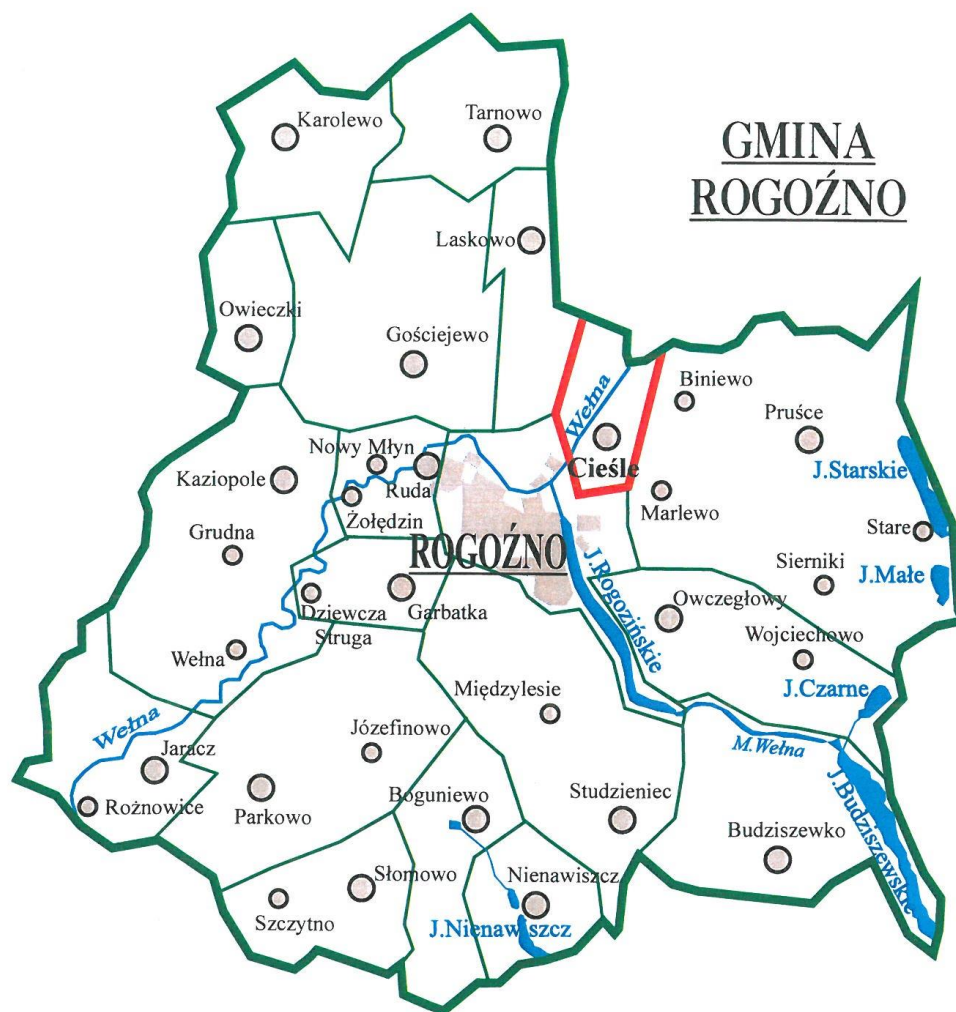 Karolewo
Tarnowo
GMINA
ROGOŹNO
Laskowo
Owieczki
Gościejewo
Wełna
Biniewo
Pruśce
Nowy Młyn
Cieśle
J.Starskie
Kaziopole
Ruda
Żołędzin
Marlewo
Stare
Grudna
ROGOŹNO
J.Rogozińskie
Sierniki
J.Małe
Dziewcza
Struga
Garbatka
Owczegłowy
Wojciechowo
Wełna
J.Czarne
Międzylesie
Wełna
Józefinowo
M.Wełna
Jaracz
Rożnowice
Parkowo
Boguniewo
Studzieniec
J.Budziszewskie
Budziszewko
Słomowo
Nienawiszcz
Szczytno
J.Nienawiszcz